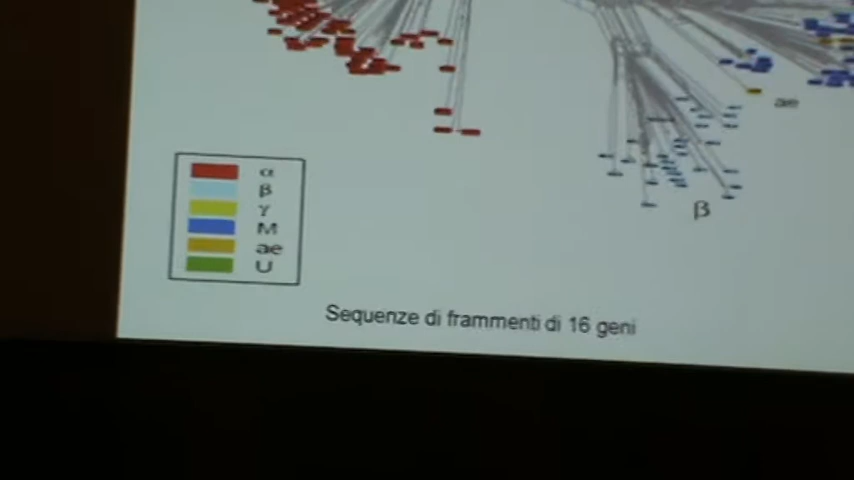 ae
β
α
β
γ
M
ae
U
Sequenze di frammenti di 16 geni